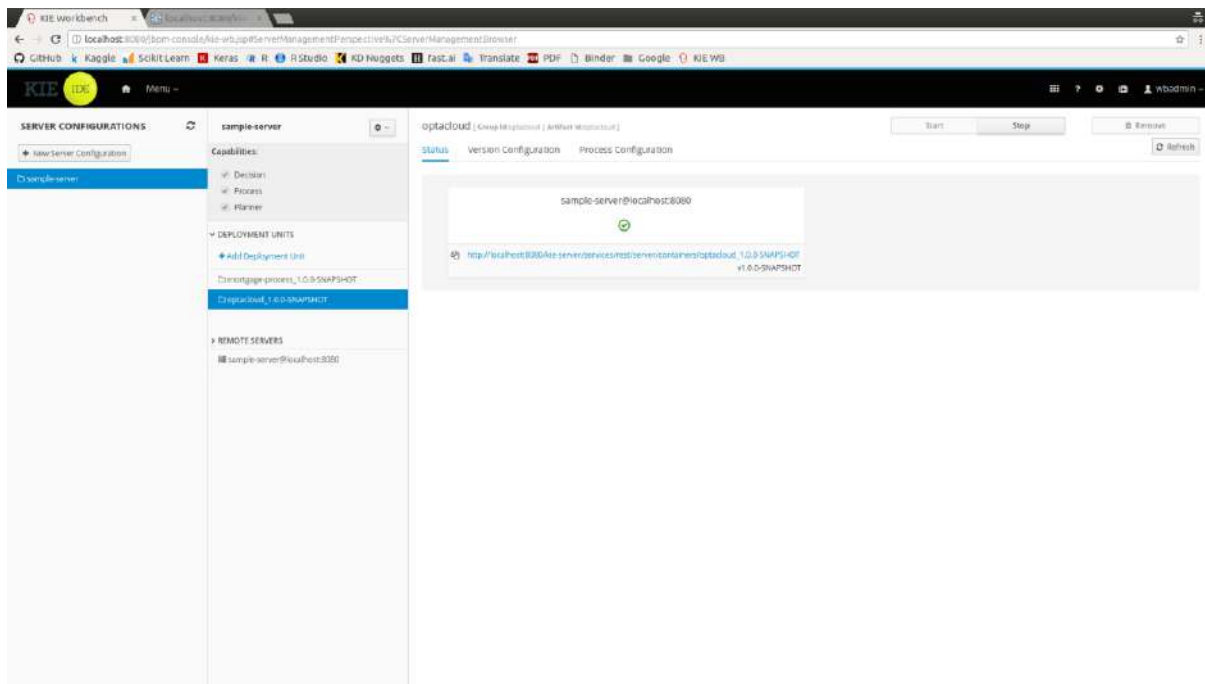 KIE Workbench
localhost:8080/jbpm-console/kie-wb.jsp#ServerManagementPerspective%7CServerManagementBrowser
GitHub Kaggle Scikit Learn Keras R RStudio KD Nuggets fast.ai Translate PDF Binder Google KIE WB
KIE IDE Menu wbadmin
SERVER CONFIGURATIONS
New Server Configuration
sample-server
sample-server
Capabilities:
Decision
Process
Planner
DEPLOYMENT UNITS
Add Deployment Unit
mortgage-process_1.0.0-SNAPSHOT
optacloud_1.0.0-SNAPSHOT
REMOTE SERVERS
sample-server@localhost:8080
optacloud
Start Stop Remove
Status Version Configuration Process Configuration
Refresh
sample-server@localhost:8080
http://localhost:8080/kie-server/services/rest/server/containers/optacloud_1.0.0-SNAPSHOT
v1.0.0-SNAPSHOT